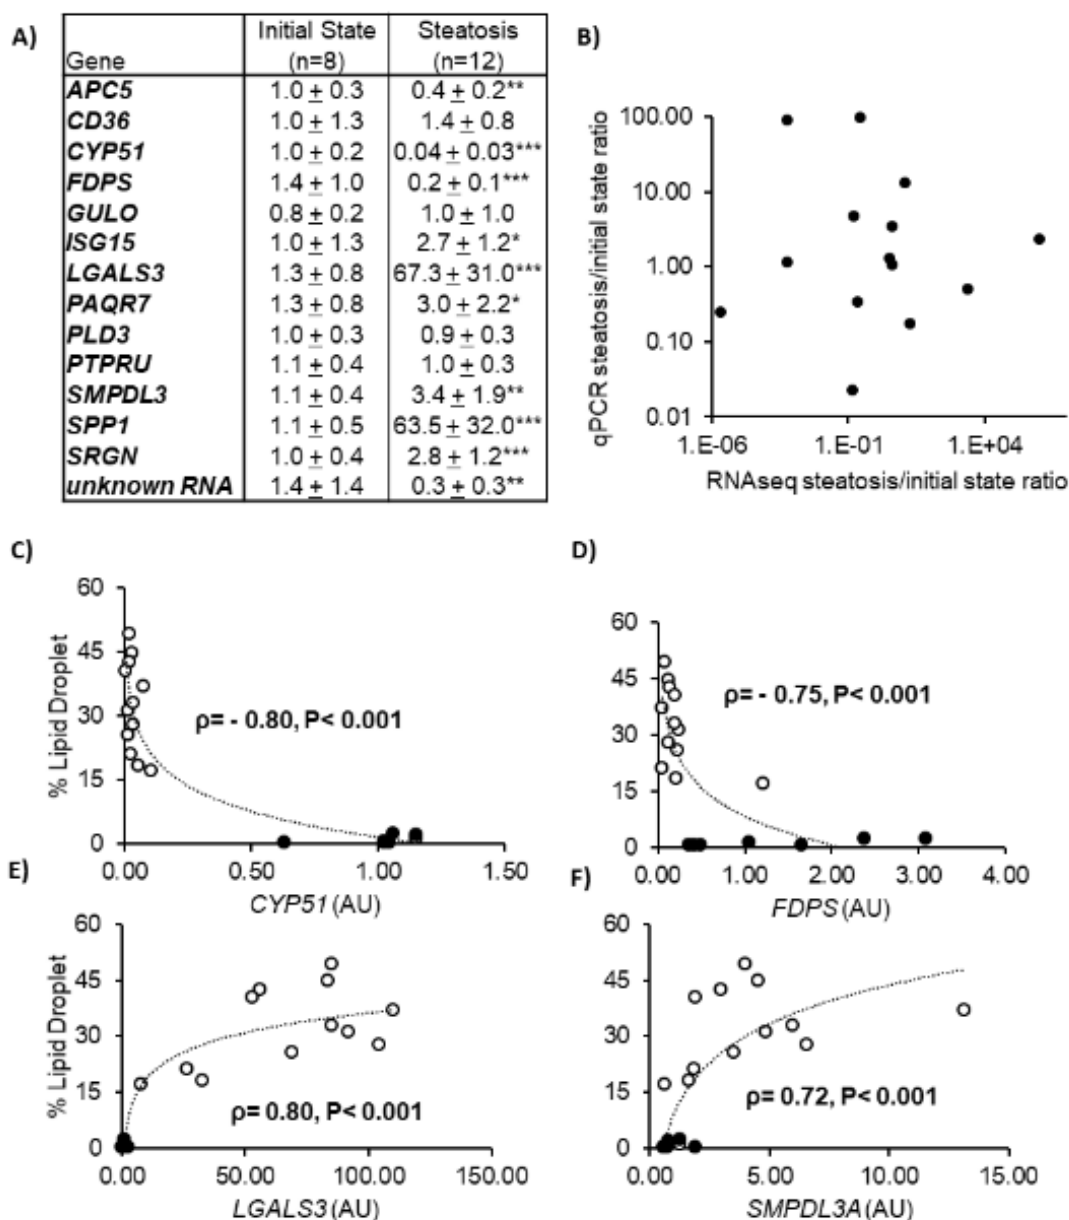 A)
Initial State Steatosis
Gene (n=8) (n=12)
APC5 1.0 ± 0.3 0.4 ± 0.2**
CD36 1.0 ± 1.3 1.4 ± 0.8
CYP51 1.0 ± 0.2 0.04 ± 0.03***
FDPS 1.4 ± 1.0 0.2 ± 0.1***
GULO 0.8 ± 0.2 1.0 ± 1.0
ISG15 1.0 ± 1.3 2.7 ± 1.2*
LGALS3 1.3 ± 0.8 67.3 ± 31.0***
PAQR7 1.3 ± 0.8 3.0 ± 2.2*
PLD3 1.0 ± 0.3 0.9 ± 0.3
PTPRU 1.1 ± 0.4 1.0 ± 0.3
SMPDL3 1.1 ± 0.4 3.4 ± 1.9**
SPP1 1.1 ± 0.5 63.5 ± 32.0***
SRGN 1.0 ± 0.4 2.8 ± 1.2***
unknown RNA 1.4 ± 1.4 0.3 ± 0.3**
B)
qPCR steatosis/initial state ratio
100.00
10.00
1.00
0.10
0.01
1.E-06 1.E-01 1.E+04
RNAseq steatosis/initial state ratio
C)
% Lipid Droplet
60
45
30
15
0
ρ= - 0.80, P< 0.001
0.00 0.50 1.00 1.50
CYP51 (AU)
D)
60
45
30
15
0
ρ= - 0.75, P< 0.001
0.00 1.00 2.00 3.00 4.00
FDPS (AU)
E)
% Lipid Droplet
60
45
30
15
0
ρ= 0.80, P< 0.001
0.00 50.00 100.00 150.00
LGALS3 (AU)
F)
60
45
30
15
0
ρ= 0.72, P< 0.001
0.00 5.00 10.00 15.00
SMPDL3A (AU)